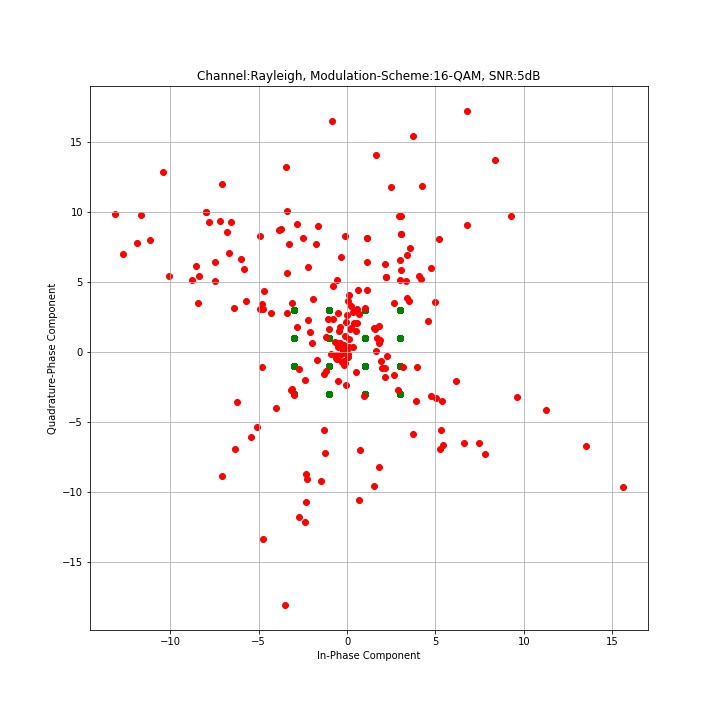 Channel:Rayleigh, Modulation-Scheme:16-QAM, SNR:5dB
15
10
5
0
−5
−10
−15
Quadrature-Phase Component
−10 −5 0 5 10 15
In-Phase Component